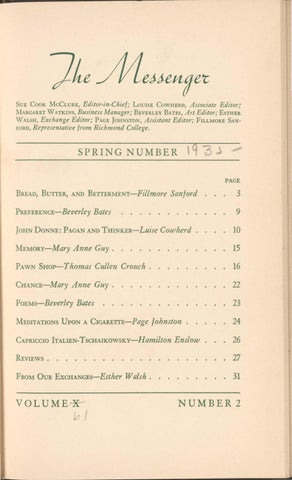 The Messenger
Sue Cook McClure, Editor-in-Chief; Louise Cowherd, Associate Editor;
Margaret Watkins, Business Manager; Beverley Bates, Art Editor; Esther
Walsh, Exchange Editor; Page Johnston, Assistant Editor; Fillmore San-
ford, Representative from Richmond College.
SPRING NUMBER 1935
PAGE
Bread, Butter, and Betterment—Fillmore Sanford . . . 3
Preference—Beverley Bates . . . . . . . . . . . . 9
John Donne: Pagan and Thinker—Luise Cowherd . . . . 10
Memory—Mary Anne Guy . . . . . . . . . . . . . 15
Pawn Shop—Thomas Cullen Crouch . . . . . . . . . 16
Chance—Mary Anne Guy . . . . . . . . . . . . . 22
Poems—Beverley Bates . . . . . . . . . . . . . . 23
Meditations Upon a Cigarette—Page Johnston . . . . . 24
Capriccio Italien-Tschaikowsky—Hamilton Enslow . . . 26
Reviews . . . . . . . . . . . . . . . . . . . 27
From Our Exchanges—Esther Walsh . . . . . . . . . 31
VOLUME X NUMBER 2
61